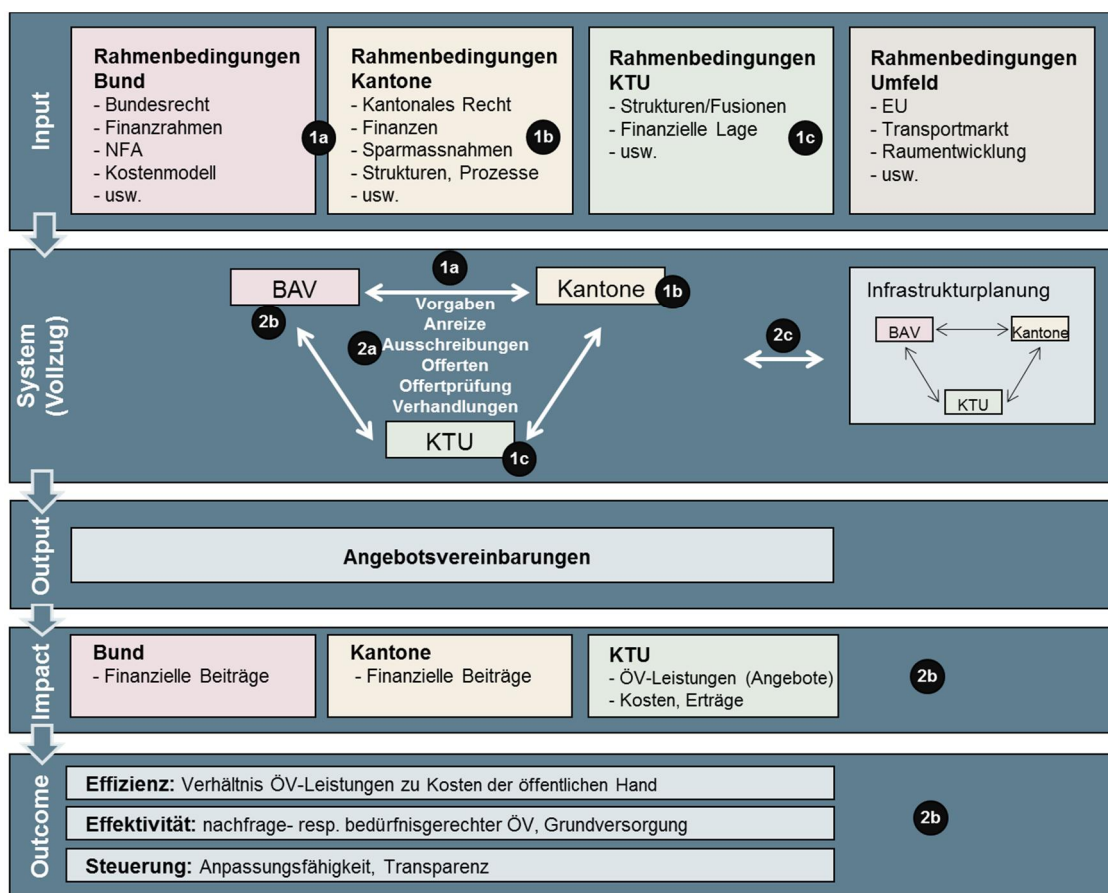 Input
Rahmenbedingungen
Bund
- Bundesrecht
- Finanzrahmen
- NFA
- Kostenmodell
- usw.
1a
Rahmenbedingungen
Kantone
- Kantonales Recht
- Finanzen
- Sparmassnahmen
- Strukturen, Prozesse
- usw.
1b
Rahmenbedingungen
KTU
- Strukturen/Fusionen
- Finanzielle Lage
- usw.
1c
Rahmenbedingungen
Umfeld
- EU
- Transportmarkt
- Raumentwicklung
- usw.
System
(Vollzug)
BAV
2b
1a
Kantone
1b
Vorgaben
Anreize
2a
Ausschreibungen
Offerten
Offertprüfung
Verhandlungen
KTU
1c
2c
Infrastrukturplanung
BAV
Kantone
KTU
Output
Angebotsvereinbarungen
Impact
Bund
- Finanzielle Beiträge
Kantone
- Finanzielle Beiträge
KTU
- ÖV-Leistungen (Angebote)
- Kosten, Erträge
2b
Outcome
Effizienz: Verhältnis ÖV-Leistungen zu Kosten der öffentlichen Hand
Effektivität: nachfrage- resp. bedürfnisgerechter ÖV, Grundversorgung
Steuerung: Anpassungsfähigkeit, Transparenz
2b